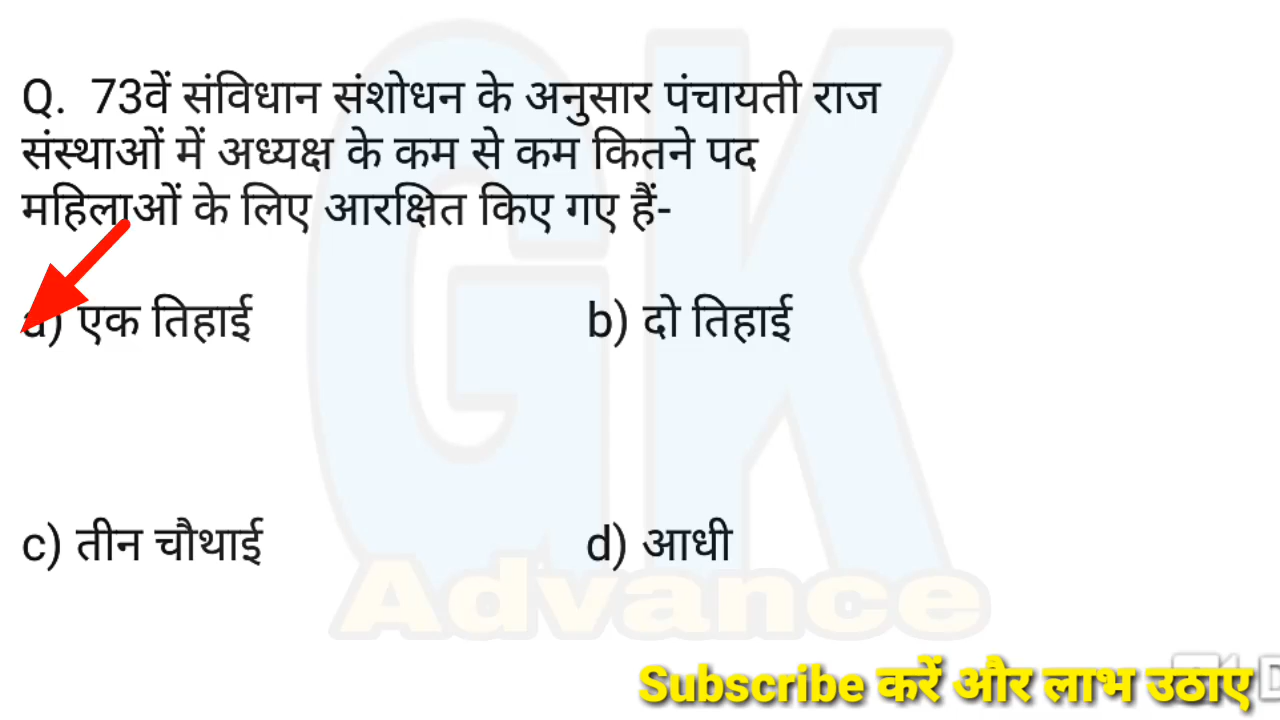 Q. 73वें संविधान संशोधन के अनुसार पंचायती राज
संस्थाओं में अध्यक्ष के कम से कम कितने पद
महिलाओं के लिए आरक्षित किए गए हैं-
a) एक तिहाई b) दो तिहाई
c) तीन चौथाई d) आधी
GK
Advance
Subscribe करें और लाभ उठाए